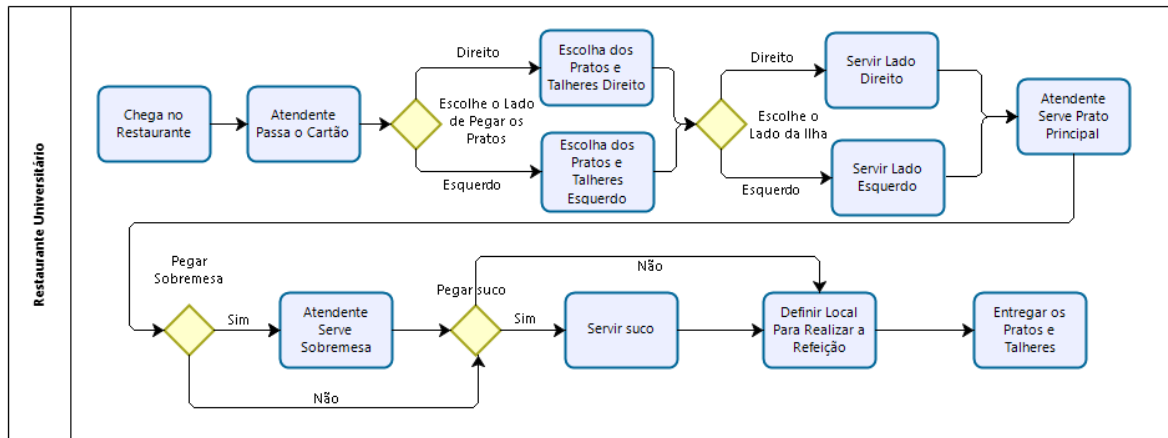 Restaurante Universitário
Chega no
Restaurante
Atendente
Passa o Cartão
Direito
Escolhe o Lado
de Pegar os
Pratos
Esquerdo
Escolha dos
Pratos e
Talheres Direito
Escolha dos
Pratos e
Talheres
Esquerdo
Direito
Escolhe o
Lado da Ilha
Esquerdo
Servir Lado
Direito
Servir Lado
Esquerdo
Atendente
Serve Prato
Principal
Pegar
Sobremesa
Sim
Não
Atendente
Serve
Sobremesa
Pegar suco
Não
Sim
Servir suco
Definir Local
Para Realizar a
Refeição
Entregar os
Pratos e
Talheres